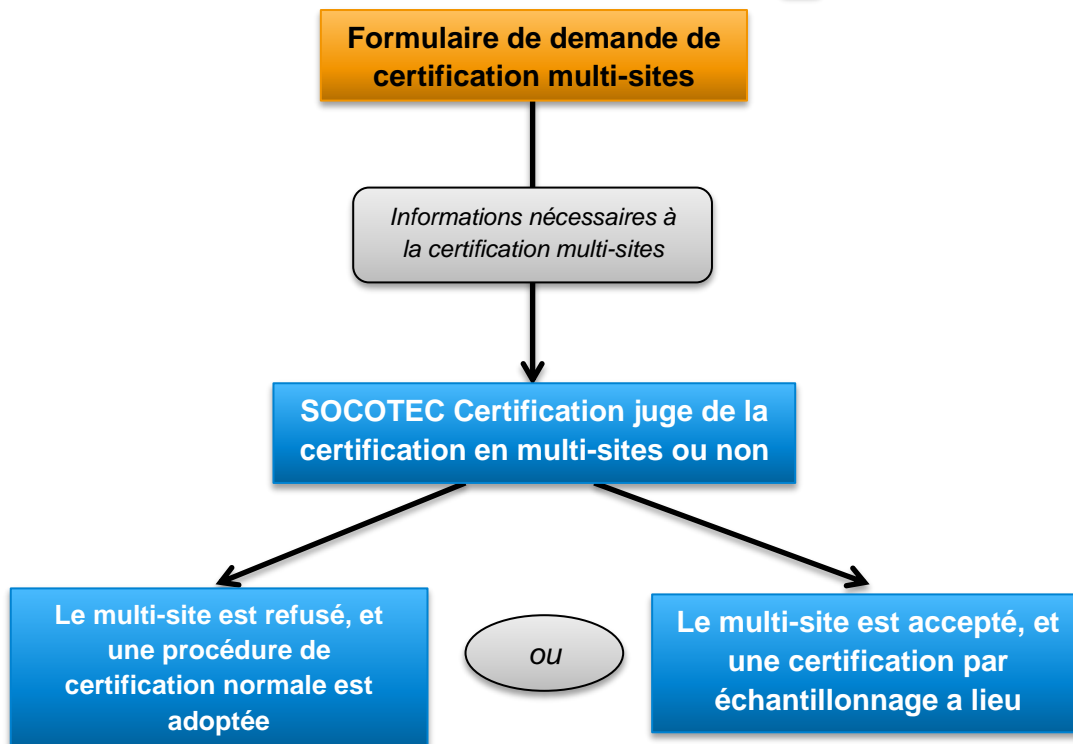 Formulaire de demande de
certification multi-sites
Informations nécessaires à
la certification multi-sites
SOCOTEC Certification juge de la
certification en multi-sites ou non
Le multi-site est refusé, et
une procédure de
certification normale est
adoptée
ou
Le multi-site est accepté, et
une certification par
échantillonnage a lieu